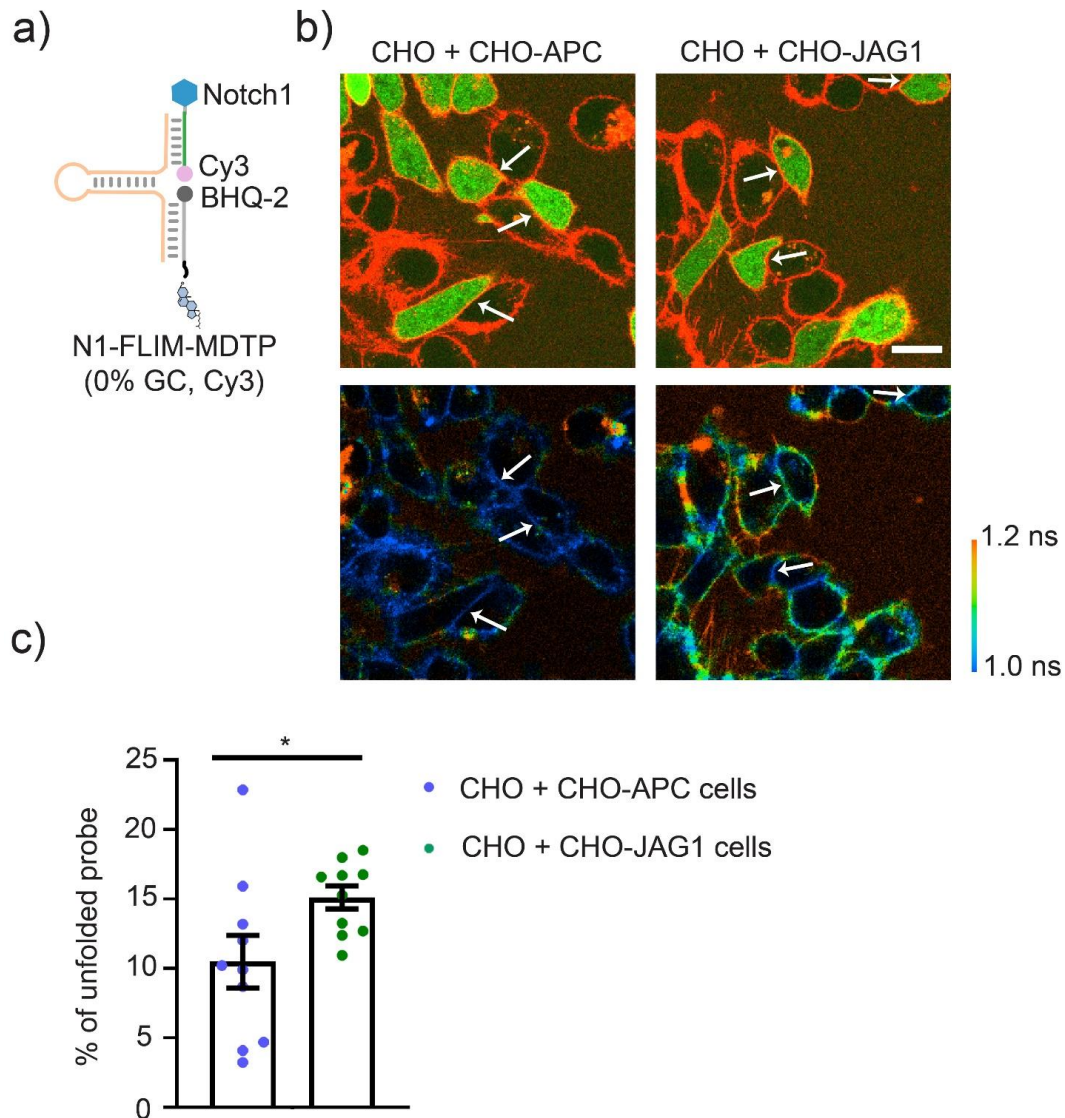 a)
Notch1
Cy3
BHQ-2
N1-FLIM-MDTP
(0% GC, Cy3)
b)
CHO + CHO-APC
CHO + CHO-JAG1
1.2 ns
1.0 ns
c)
% of unfolded probe
25
20
15
10
5
0
*
CHO + CHO-APC cells
CHO + CHO-JAG1 cells